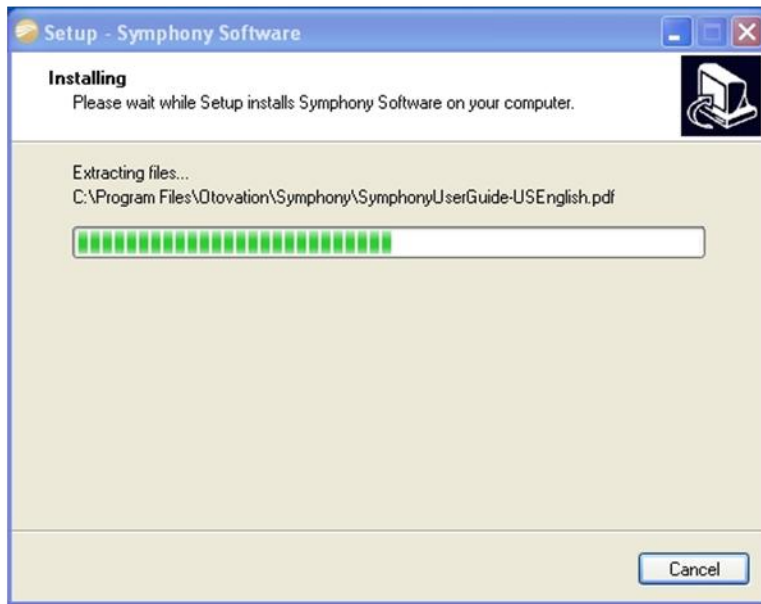 Setup - Symphony Software
Installing
Please wait while Setup installs Symphony Software on your computer.
Extracting files...
C:\Program Files\Otovation\Symphony\SymphonyUserGuide-USEnglish.pdf
Cancel